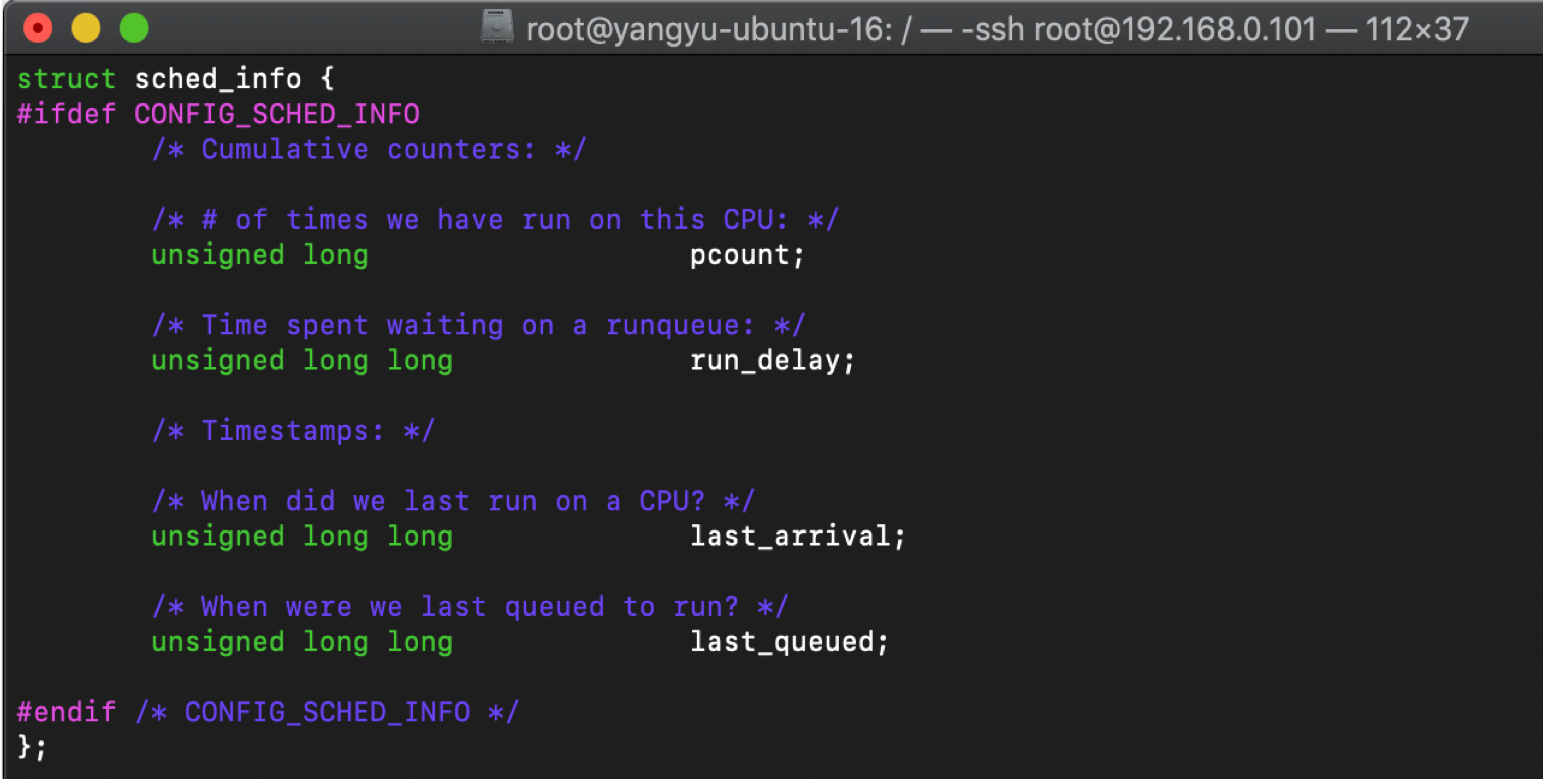 root@yangyu-ubuntu-16: / — -ssh root@192.168.0.101 — 112×37
struct sched_info {
#ifdef CONFIG_SCHED_INFO
/* Cumulative counters: */
/* # of times we have run on this CPU: */
unsigned long pcount;
/* Time spent waiting on a runqueue: */
unsigned long long run_delay;
/* Timestamps: */
/* When did we last run on a CPU? */
unsigned long long last_arrival;
/* When were we last queued to run? */
unsigned long long last_queued;
#endif /* CONFIG_SCHED_INFO */
};